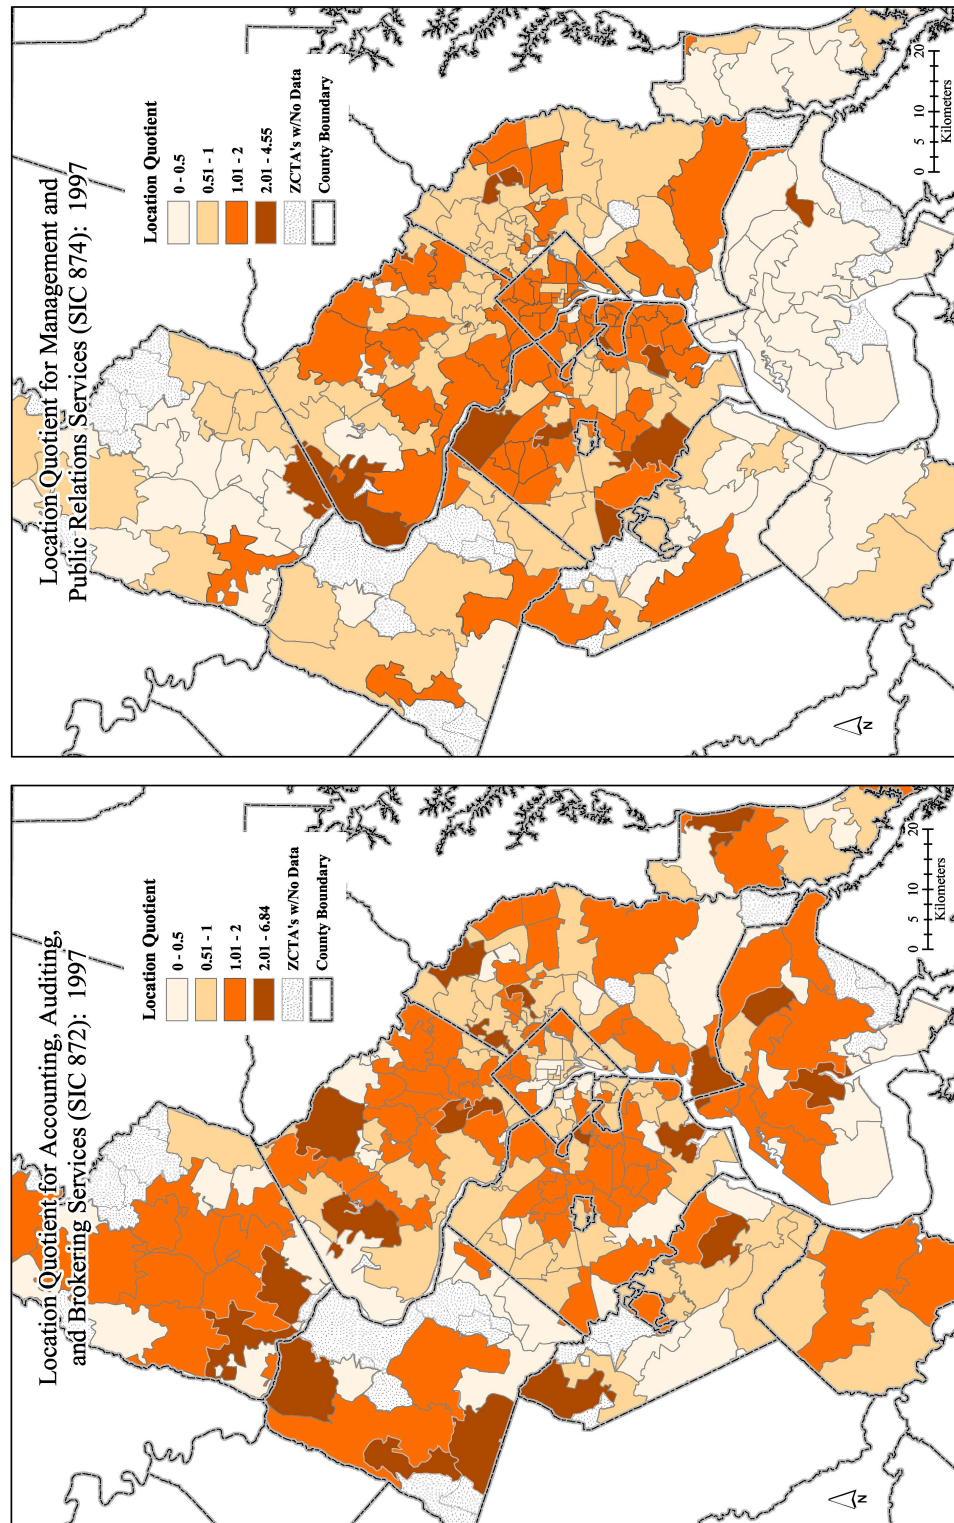 Location Quotient for Management and
Public Relations Services (SIC 874): 1997
Location Quotient
0 - 0.5
0.51 - 1
1.01 - 2
2.01 - 4.55
ZCTA's w/No Data
County Boundary
0 5 10 20
Kilometers
N
Location Quotient for Accounting, Auditing,
and Brokering Services (SIC 872): 1997
Location Quotient
0 - 0.5
0.51 - 1
1.01 - 2
2.01 - 6.84
ZCTA's w/No Data
County Boundary
0 5 10 20
Kilometers
N